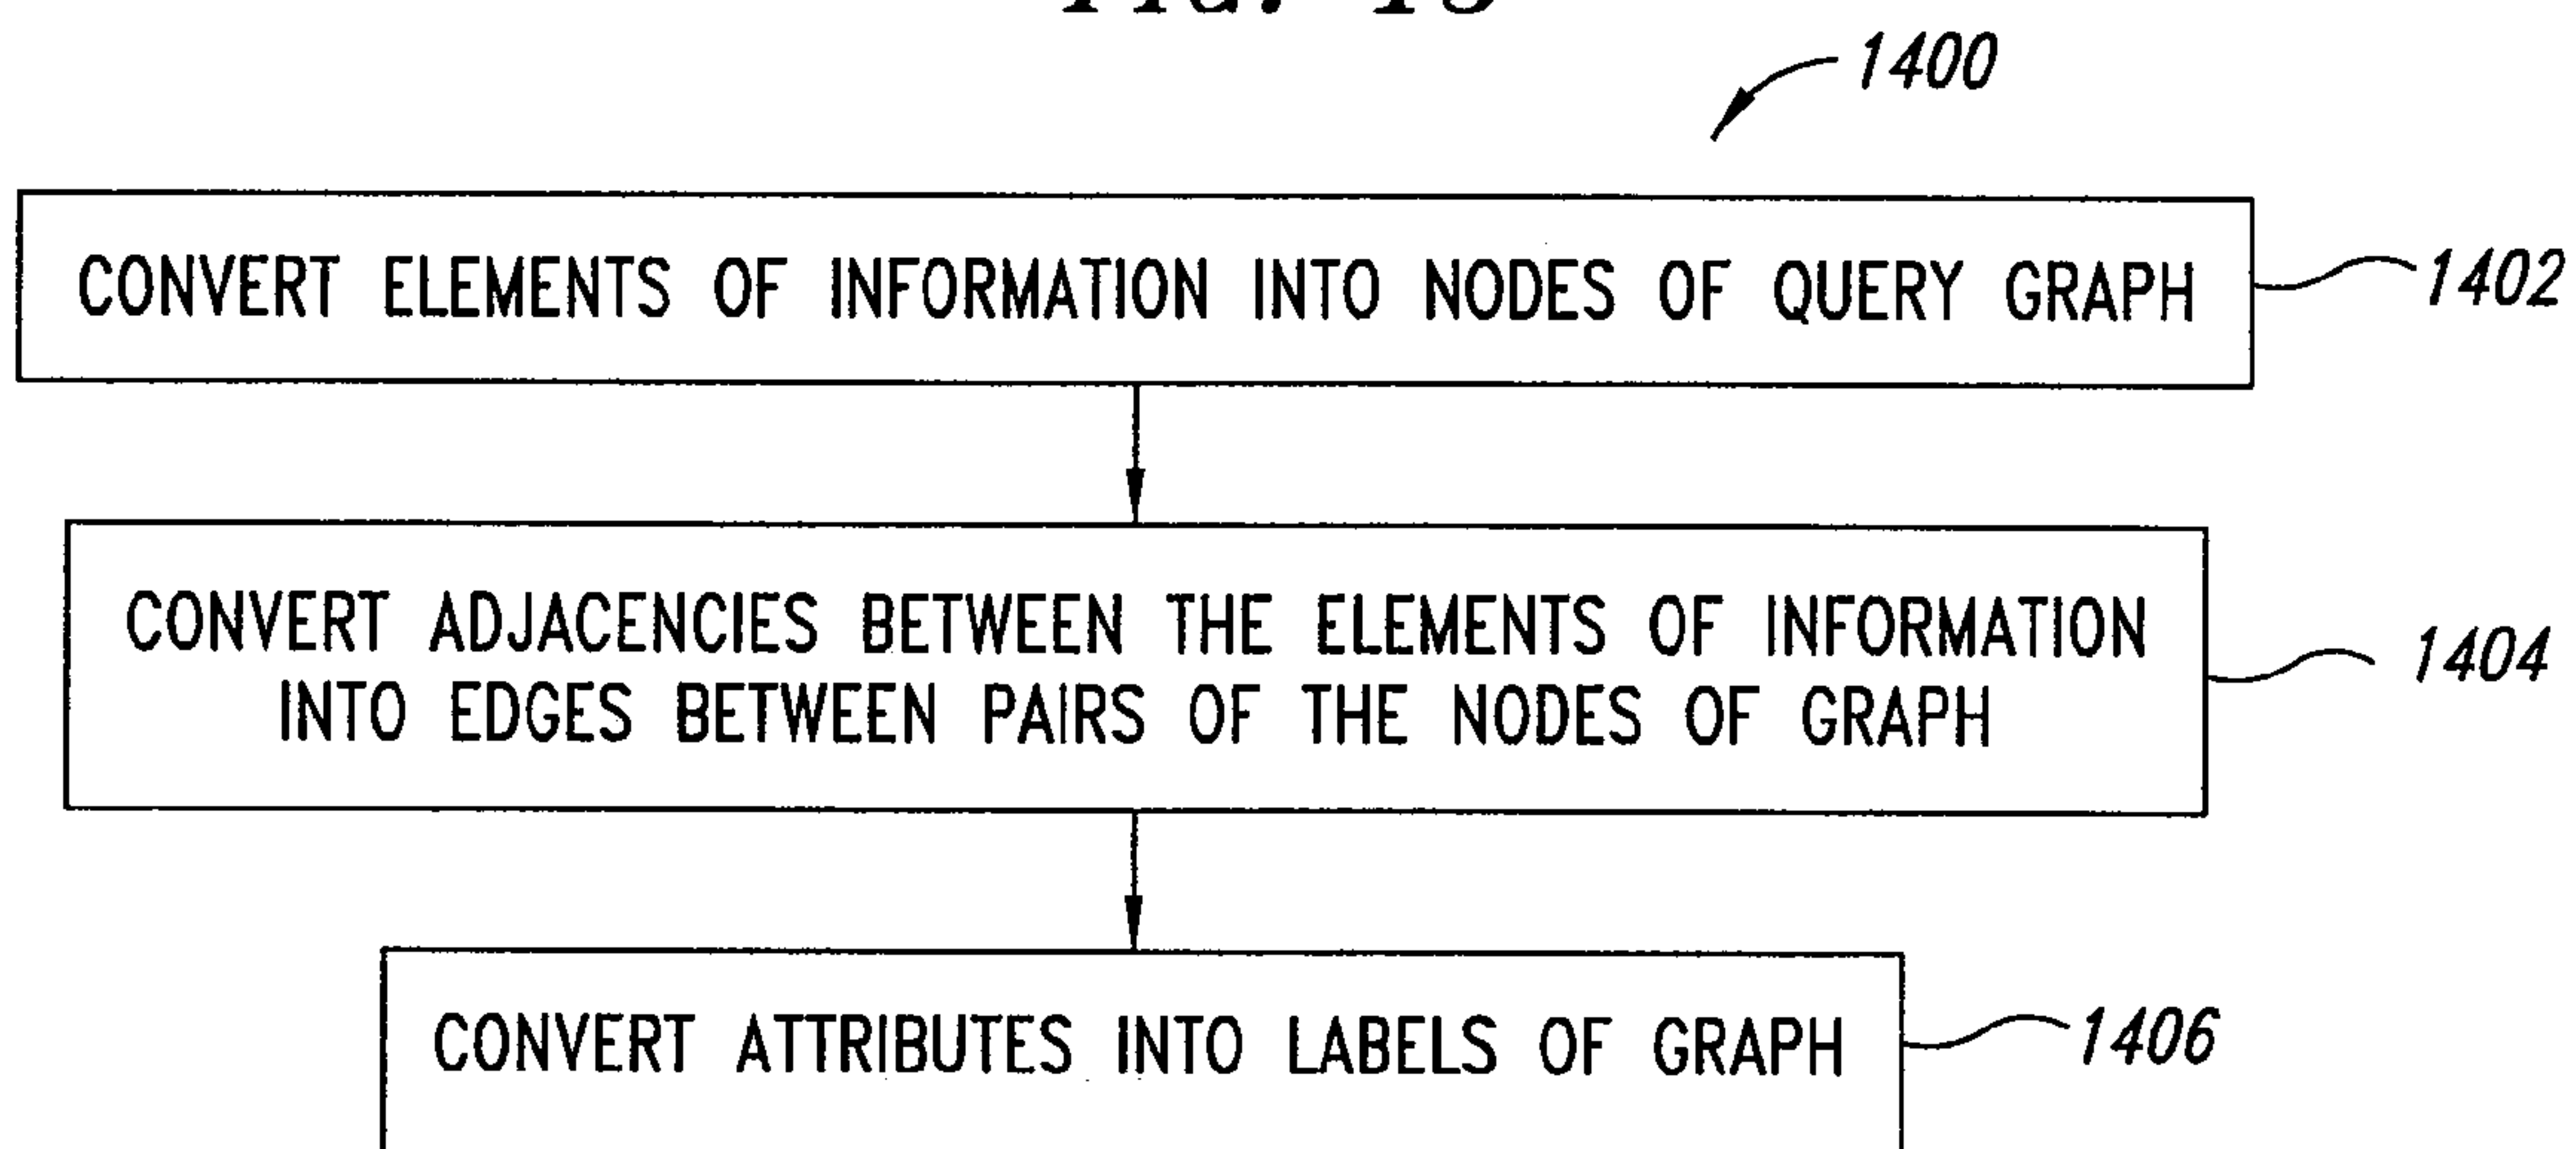 1400
CONVERT ELEMENTS OF INFORMATION INTO NODES OF QUERY GRAPH
1402
CONVERT ADJACENCIES BETWEEN THE ELEMENTS OF INFORMATION
INTO EDGES BETWEEN PAIRS OF THE NODES OF GRAPH
1404
CONVERT ATTRIBUTES INTO LABELS OF GRAPH
1406